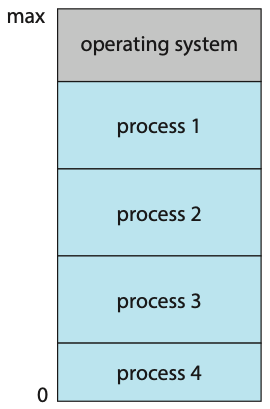 max
operating system
process 1
process 2
process 3
process 4
0